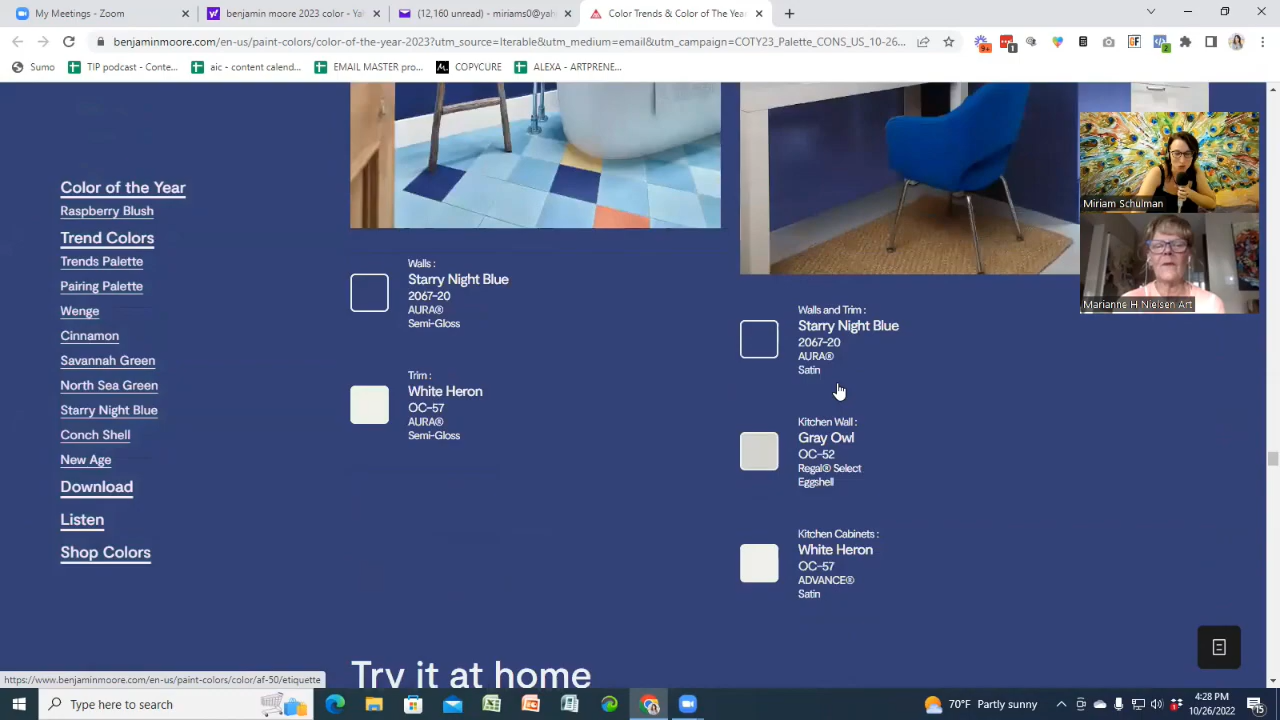 My Meetings - Zoom
benjamin moore 2023 color - Ya
(12,160 unread) - miriams0@yah
Color Trends & Color of The Year
benjaminmoore.com/en-us/paint-colors/color-of-the-year-2023?utm_source=Iterable&utm_medium=email&utm_campaign=COTY23_Palette_CONS_US_10-26...
9+
1
2
Sumo
TIP podcast - Conte...
aic - content calend...
EMAIL MASTER pro...
COPYCURE
ALEXA - ARTPRENE...
Color of the Year
Raspberry Blush
Trend Colors
Trends Palette
Pairing Palette
Wenge
Cinnamon
Savannah Green
North Sea Green
Starry Night Blue
Conch Shell
New Age
Download
Listen
Shop Colors
Walls :
Starry Night Blue
2067-20
AURA®
Semi-Gloss
Trim :
White Heron
OC-57
AURA®
Semi-Gloss
Walls and Trim :
Starry Night Blue
2067-20
AURA®
Satin
Kitchen Wall :
Gray Owl
OC-52
Regal® Select
Eggshell
Kitchen Cabinets :
White Heron
OC-57
ADVANCE®
Satin
Try it at home
Miriam Schulman
Marianne H Nielsen Art
https://www.benjaminmoore.com/en-us/paint-colors/color/af-50/etiquette
Type here to search
70°F Partly sunny
4:28 PM
10/26/2022
15